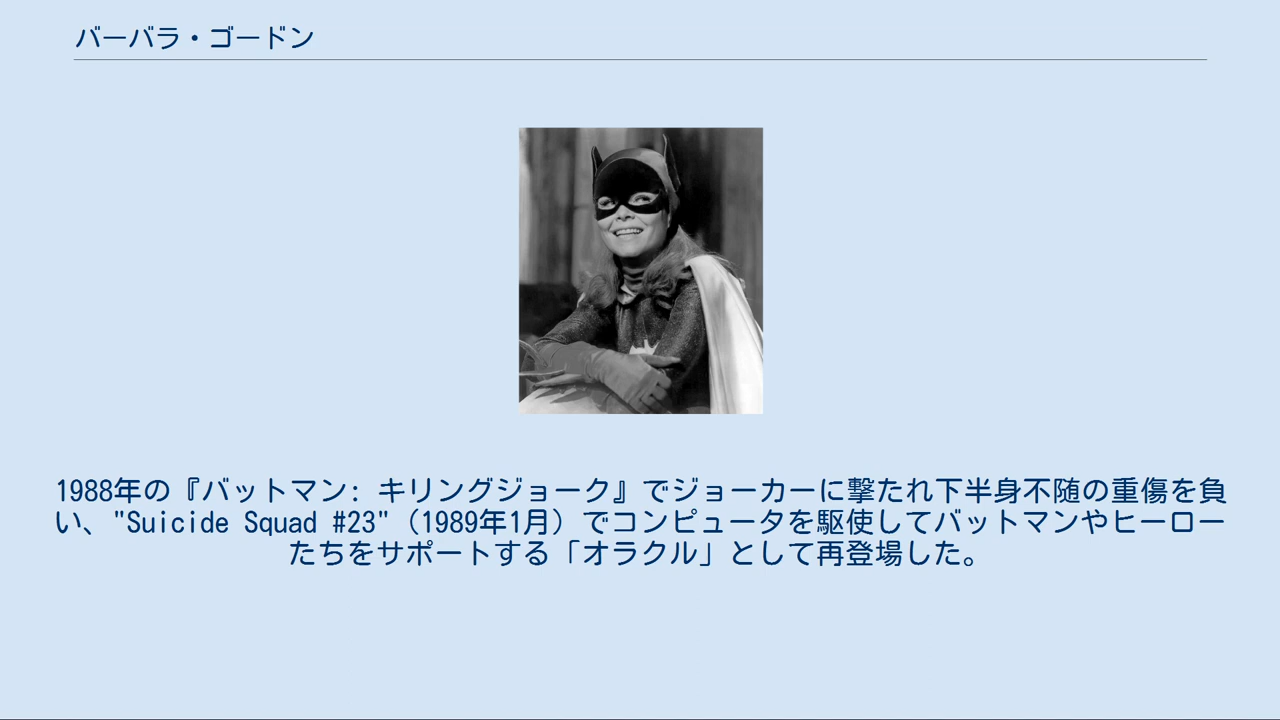 バーバラ・ゴードン
1988年の『バットマン: キリングジョーク』でジョーカーに撃たれ下半身不随の重傷を負
い、"Suicide Squad #23"（1989年1月）でコンピュータを駆使してバットマンやヒーロー
たちをサポートする「オラクル」として再登場した。